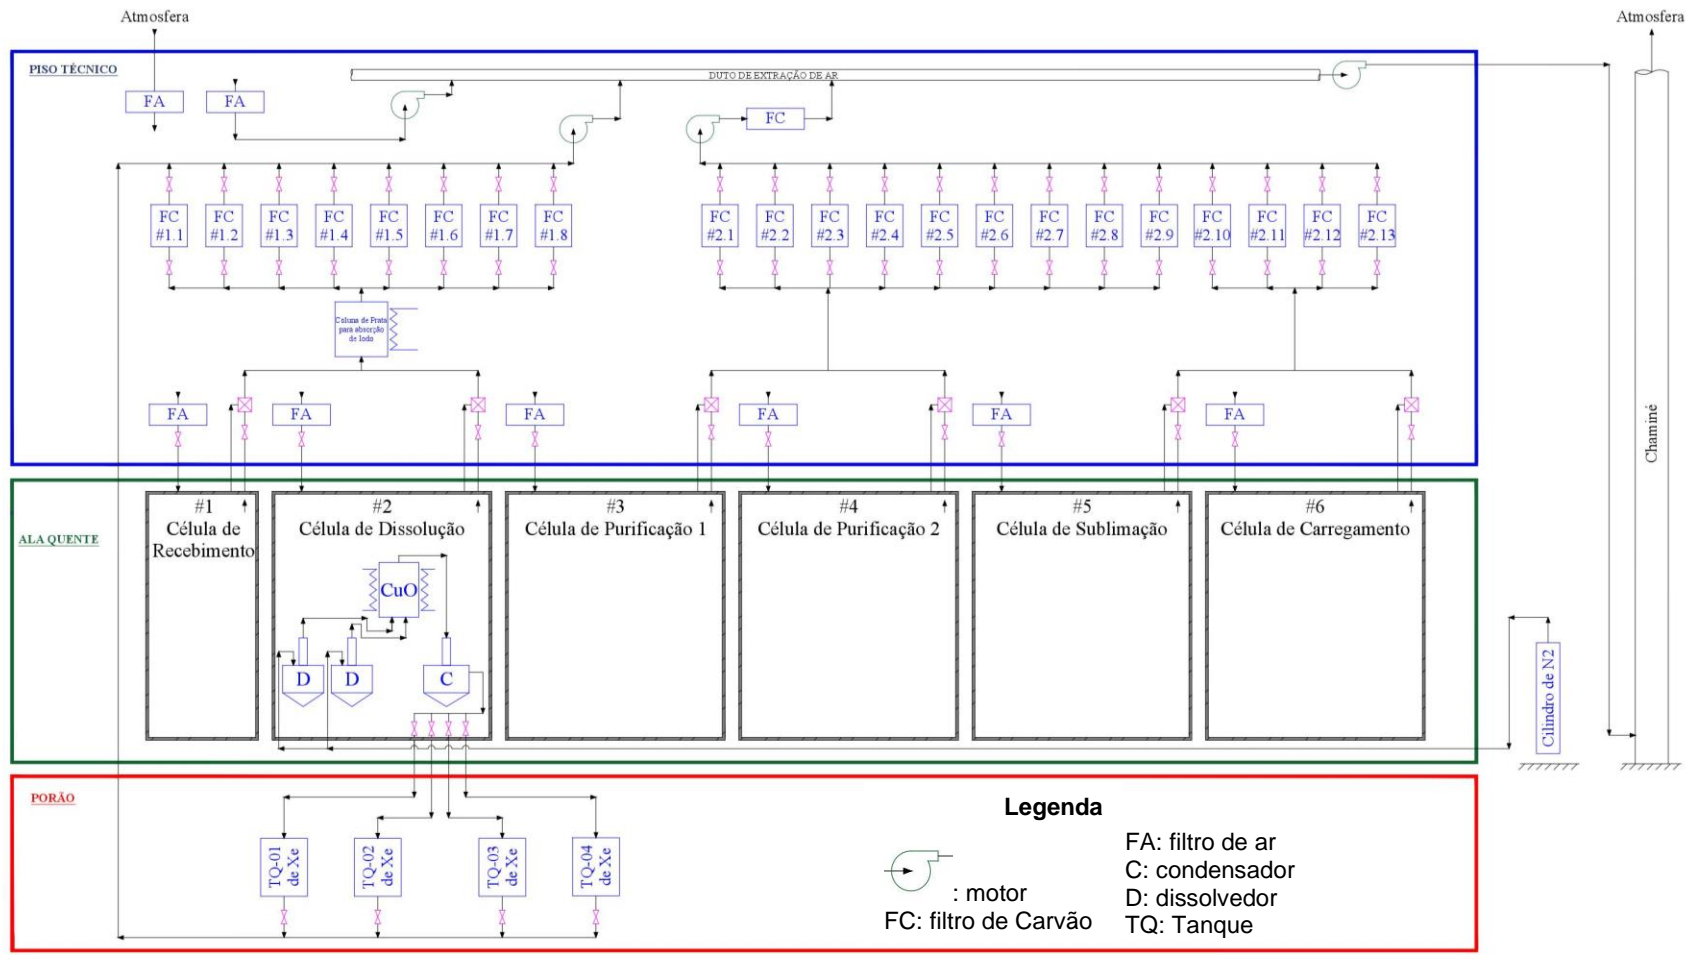 Atmosfera
Atmosfera
PISO TÉCNICO
DUTO DE EXTRAÇÃO DE AR
FA
FA
FC
FC
#1.1
FC
#1.2
FC
#1.3
FC
#1.4
FC
#1.5
FC
#1.6
FC
#1.7
FC
#1.8
FC
#2.1
FC
#2.2
FC
#2.3
FC
#2.4
FC
#2.5
FC
#2.6
FC
#2.7
FC
#2.8
FC
#2.9
FC
#2.10
FC
#2.11
FC
#2.12
FC
#2.13
Coluna de Prata
para absorção
de Iodo
FA
FA
FA
FA
FA
FA
Chaminé
ALA QUENTE
#1
Célula de
Recebimento
#2
Célula de Dissolução
#3
Célula de Purificação 1
#4
Célula de Purificação 2
#5
Célula de Sublimação
#6
Célula de Carregamento
CuO
D
D
C
Cilindro de N2
PORÃO
TQ-01
de Xe
TQ-02
de Xe
TQ-03
de Xe
TQ-04
de Xe
Legenda
: motor
FC: filtro de Carvão
FA: filtro de ar
C: condensador
D: dissolvedor
TQ: Tanque